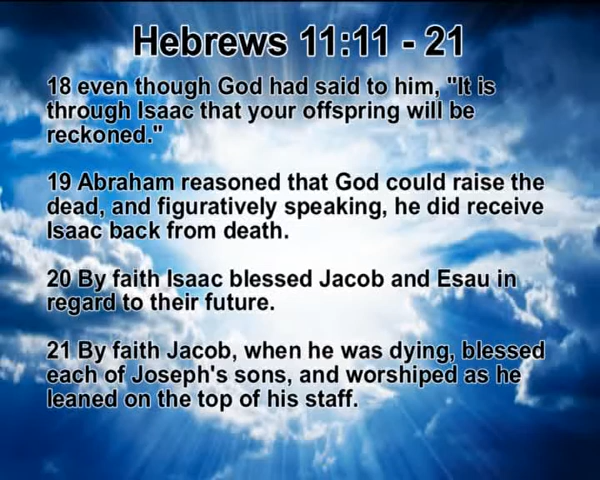 Hebrews 11:11 - 21
18 even though God had said to him, "It is
through Isaac that your offspring will be
reckoned."
19 Abraham reasoned that God could raise the
dead, and figuratively speaking, he did receive
Isaac back from death.
20 By faith Isaac blessed Jacob and Esau in
regard to their future.
21 By faith Jacob, when he was dying, blessed
each of Joseph's sons, and worshiped as he
leaned on the top of his staff.